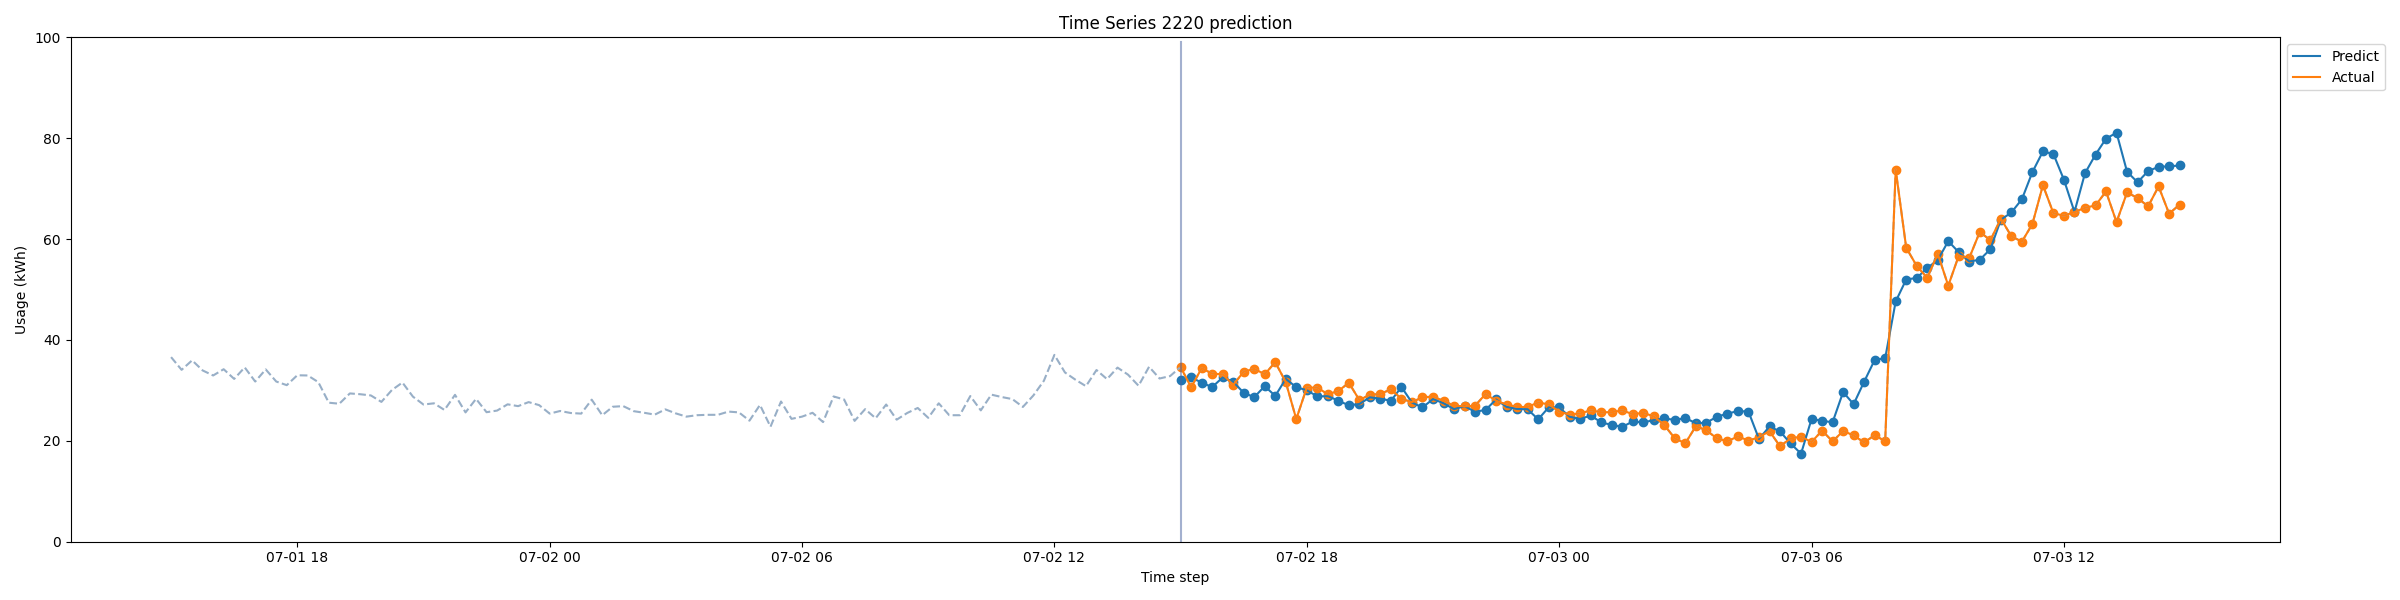 Time Series 2220 prediction
100
80
60
40
20
0
Usage (kWh)
Predict
Actual
07-01 18
07-02 00
07-02 06
07-02 12
07-02 18
07-03 00
07-03 06
07-03 12
Time step